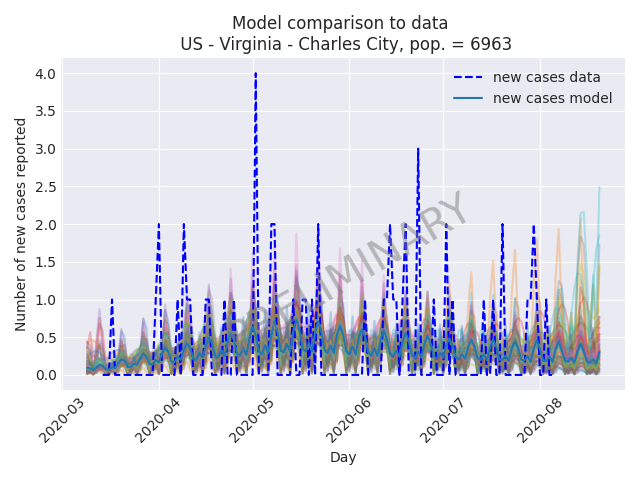 Model comparison to data
US - Virginia - Charles City, pop. = 6963
new cases data
new cases model
4.0
3.5
3.0
2.5
2.0
1.5
1.0
0.5
0.0
Number of new cases reported
PRELIMINARY
2020-03
2020-04
2020-05
2020-06
2020-07
2020-08
Day